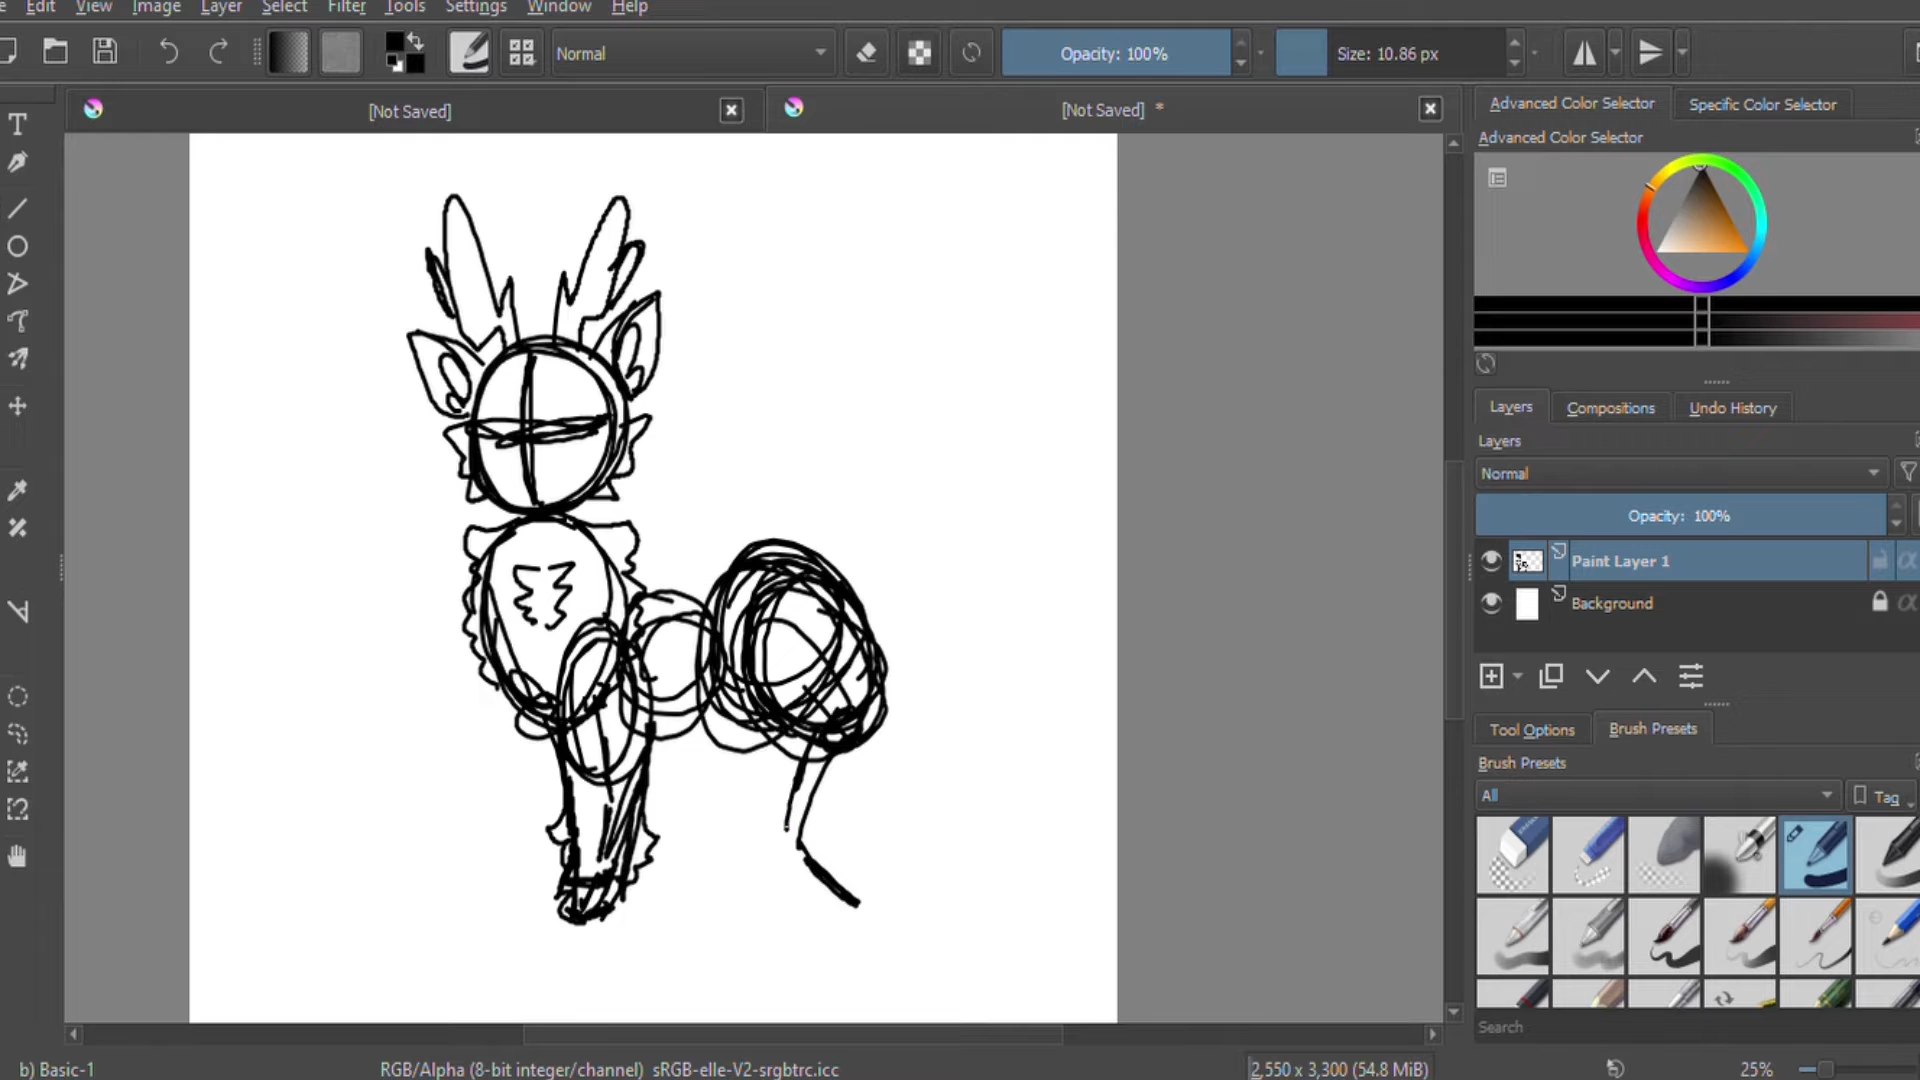 Edit View Image Layer Select Filter Tools Settings Window Help
Normal Opacity: 100% Size: 10.86 px
[Not Saved] [Not Saved] *
Advanced Color Selector Specific Color Selector
Advanced Color Selector
Layers Compositions Undo History
Layers
Normal
Opacity: 100%
Paint Layer 1
Background
Tool Options Brush Presets
Brush Presets
All Tag
Search
b) Basic-1 RGB/Alpha (8-bit integer/channel) sRGB-elle-V2-srgbtrc.icc 2,550 x 3,300 (54.8 MiB) 25%